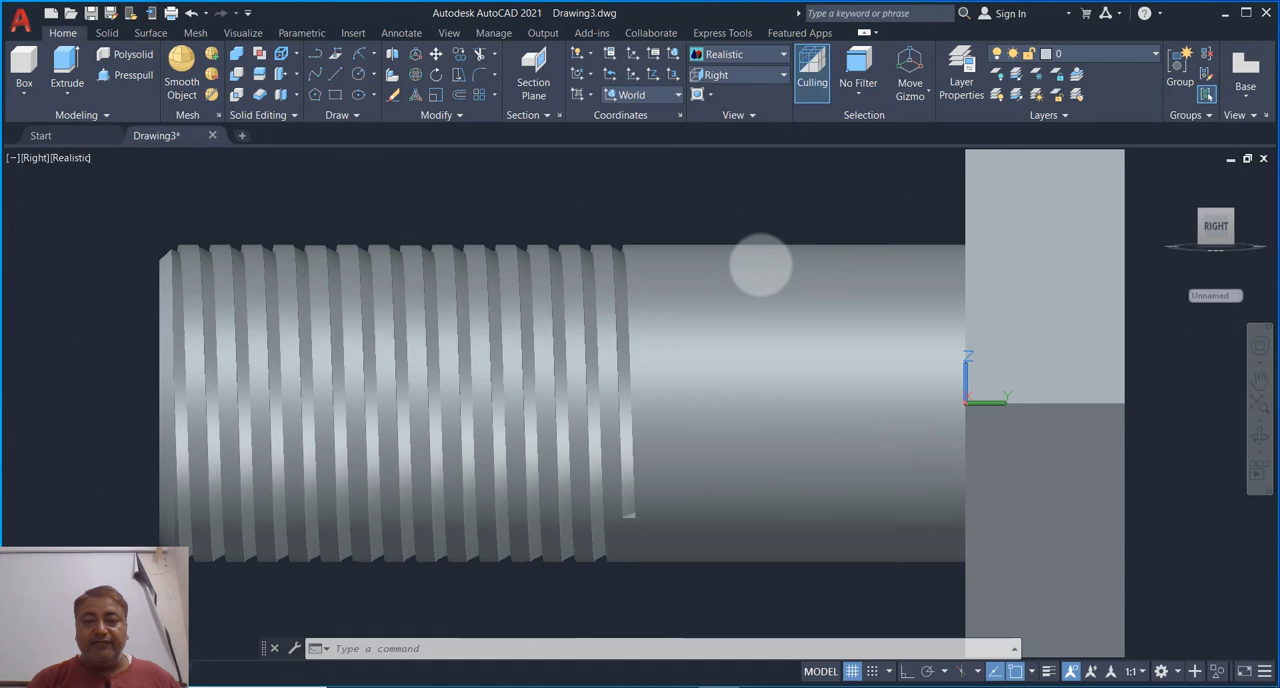 Autodesk AutoCAD 2021 Drawing3.dwg
Type a keyword or phrase
Sign In
Home Solid Surface Mesh Visualize Parametric Insert Annotate View Manage Output Add-ins Collaborate Express Tools Featured Apps
Box
Extrude
Polysolid
Presspull
Smooth Object
Section Plane
World
Realistic
Right
Culling
No Filter
Move Gizmo
Layer Properties
0
Group
Base
Modeling Mesh Solid Editing Draw Modify Section Coordinates View Selection Layers Groups View
Start
Drawing3*
[−][Right][Realistic]
RIGHT
Unnamed
Z
Y
Type a command
MODEL
1:1